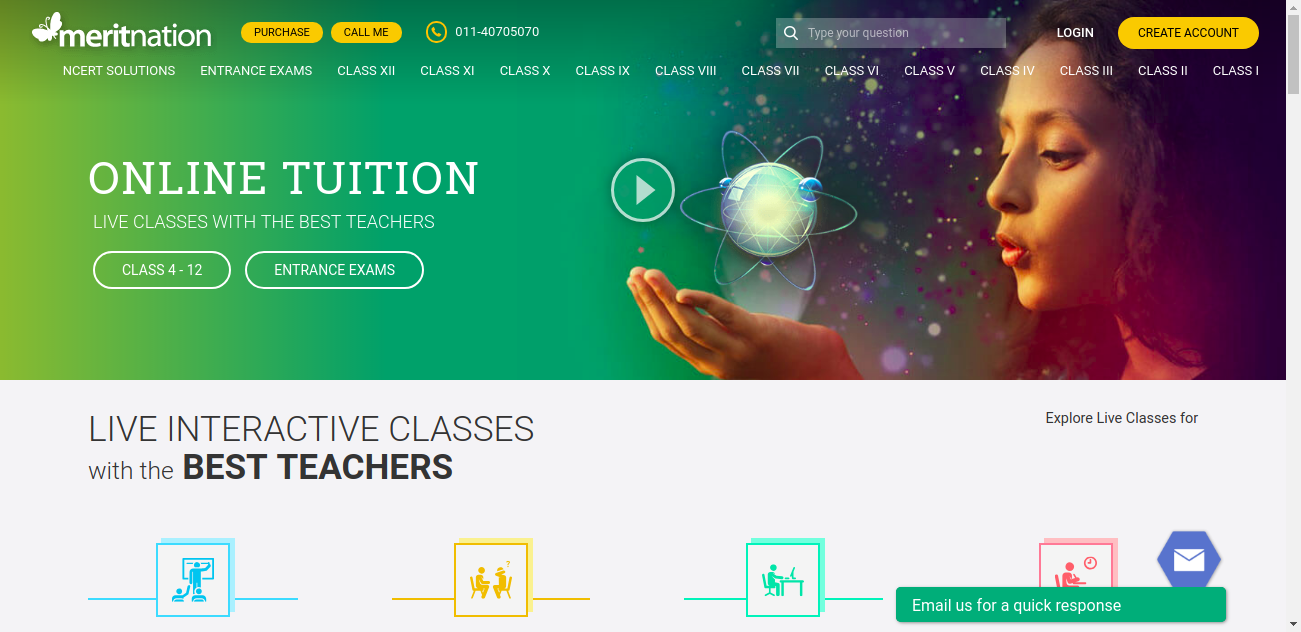 meritnation
PURCHASE
CALL ME
011-40705070
Type your question
LOGIN
CREATE ACCOUNT
NCERT SOLUTIONS
ENTRANCE EXAMS
CLASS XII
CLASS XI
CLASS X
CLASS IX
CLASS VIII
CLASS VII
CLASS VI
CLASS V
CLASS IV
CLASS III
CLASS II
CLASS I
ONLINE TUITION
LIVE CLASSES WITH THE BEST TEACHERS
CLASS 4 - 12
ENTRANCE EXAMS
LIVE INTERACTIVE CLASSES
with the BEST TEACHERS
Explore Live Classes for
?
Email us for a quick response